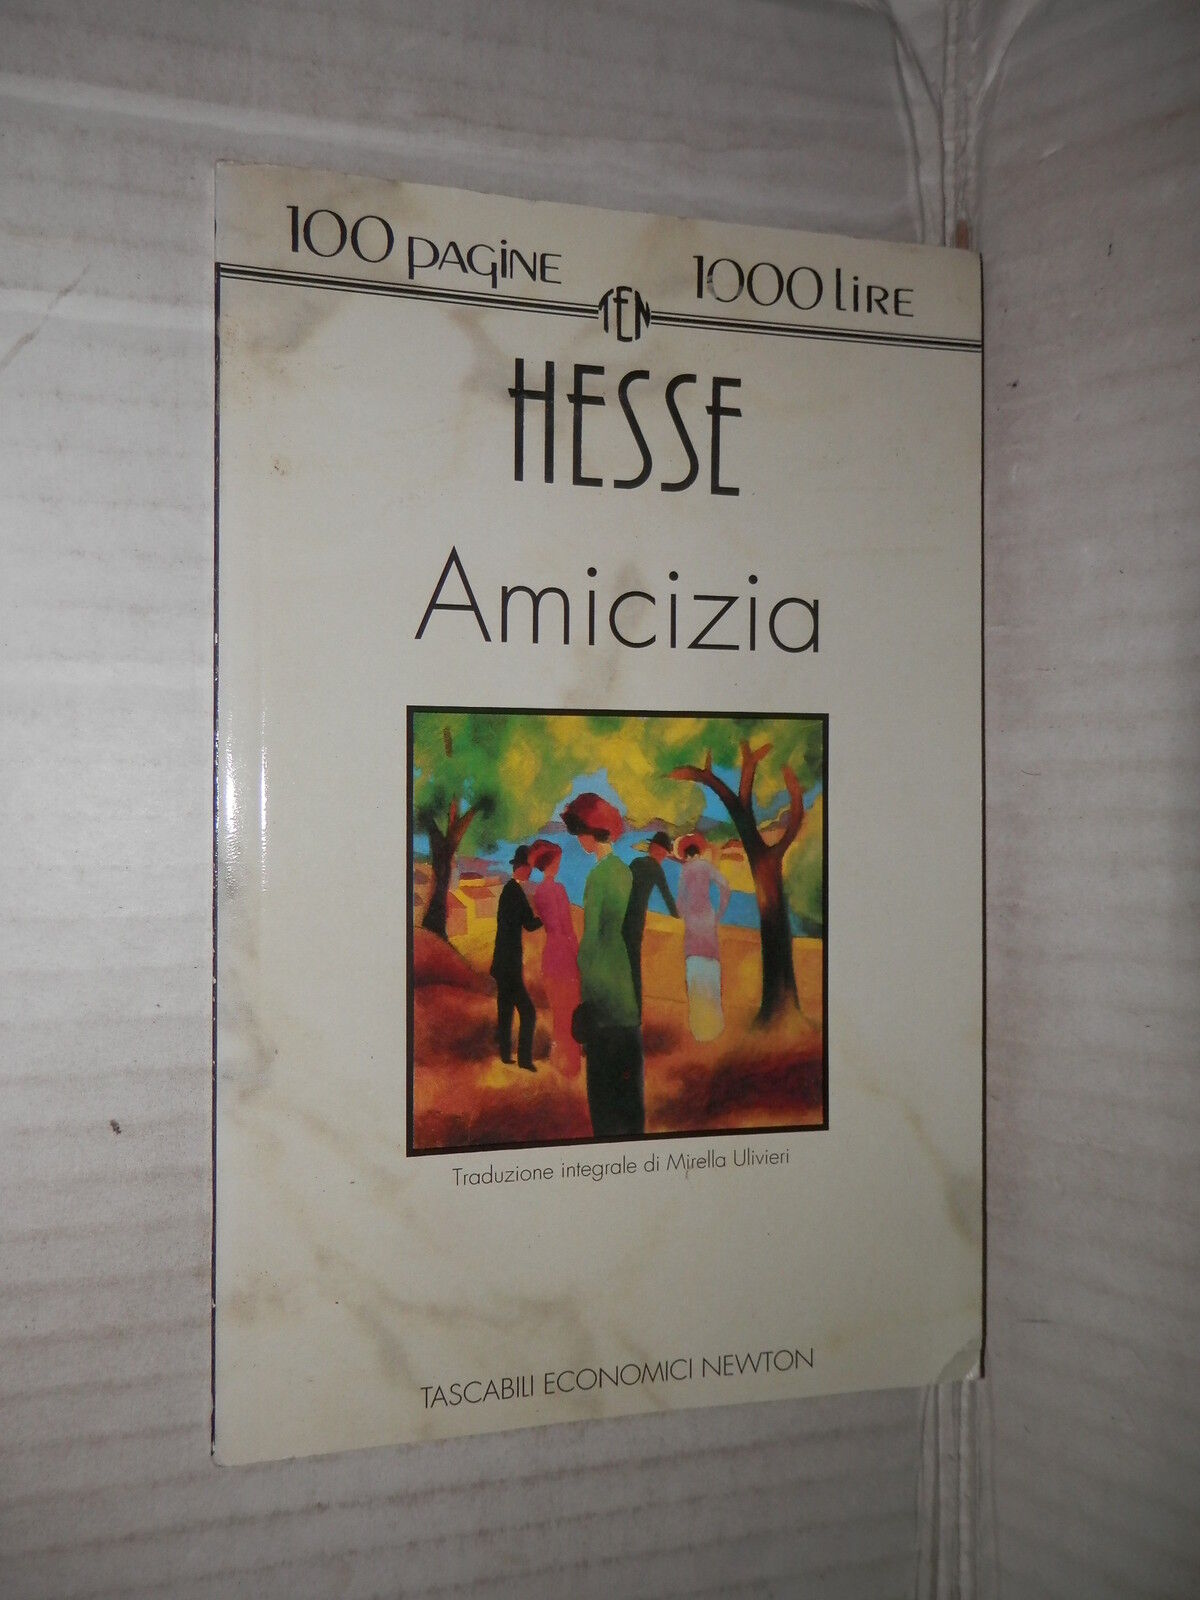 100 pagine 1000 lire
TEN
HESSE
Amicizia
Traduzione integrale di Mirella Ulivieri
TASCABILI ECONOMICI NEWTON